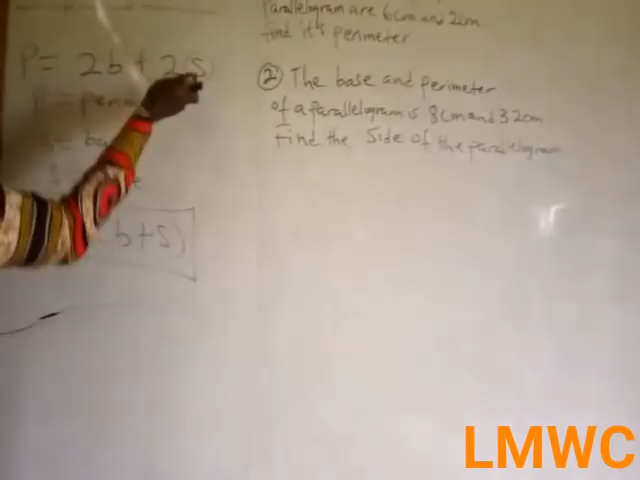 Parallelogram are 6cm and 2cm
find it's perimeter
P = 2b + 2(s)
② The base and perimeter
of a parallelogram is 8cm and 32cm
Find the Side of the parallelogram
b+s)
LMWC